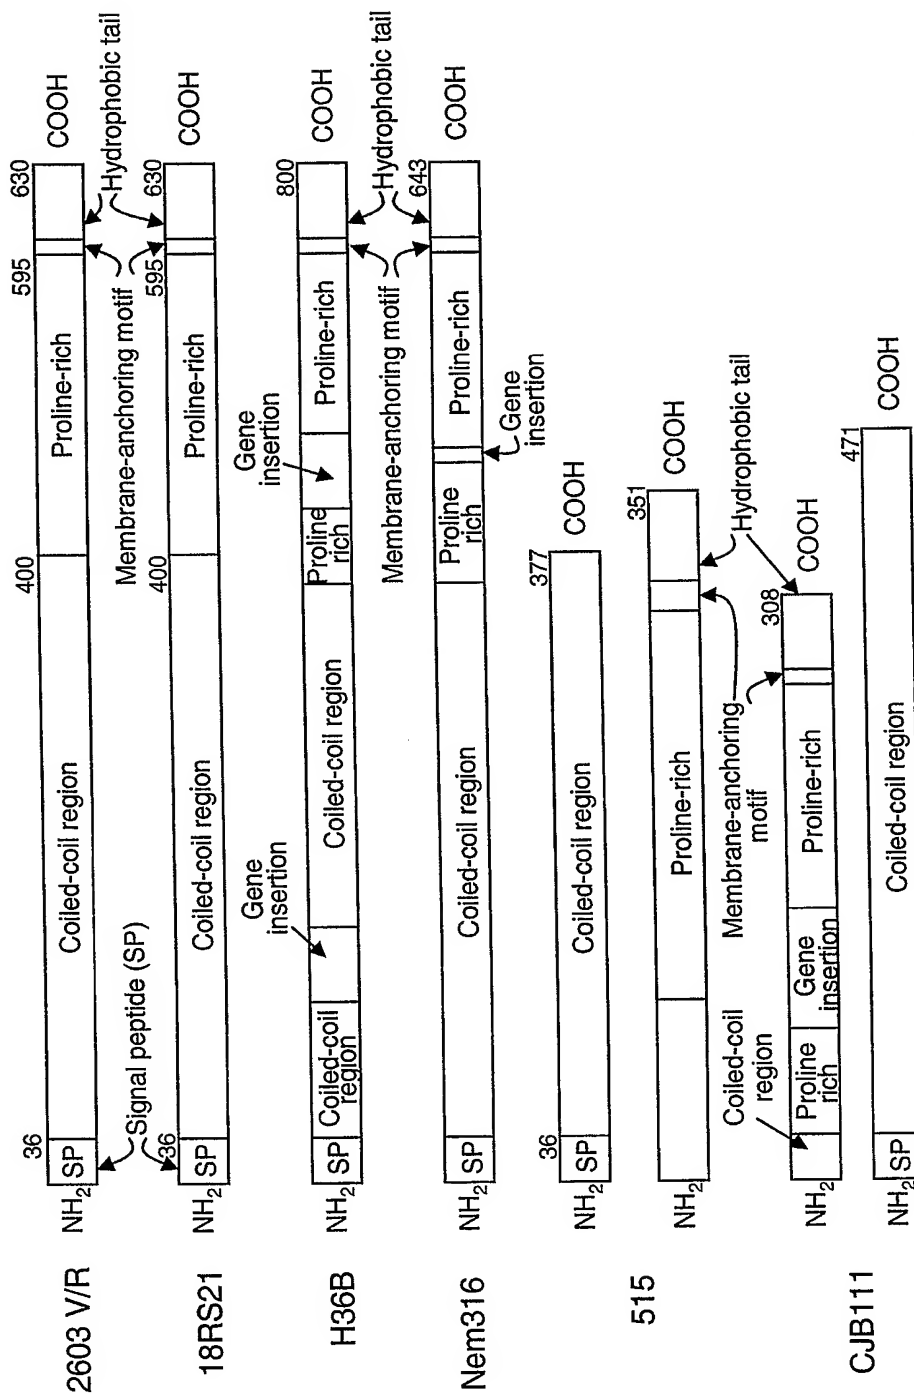 2603 V/R
NH2
SP
36
Coiled-coil region
400
Proline-rich
595
630
COOH
Signal peptide (SP)
Membrane-anchoring motif
Hydrophobic tail
18RS21
NH2
SP
36
Coiled-coil region
400
Proline-rich
595
630
COOH
H36B
NH2
SP
Coiled-coil
region
Gene
insertion
Coiled-coil region
Proline
rich
Gene
insertion
Proline-rich
800
COOH
Membrane-anchoring motif
Hydrophobic tail
Nem316
NH2
SP
Coiled-coil region
Proline
rich
Gene
insertion
Proline-rich
643
COOH
515
NH2
SP
36
Coiled-coil region
377
COOH
NH2
Proline-rich
351
COOH
Membrane-anchoring
motif
Hydrophobic tail
CJB111
NH2
Coiled-coil
region
Proline
rich
Gene
insertion
Proline-rich
308
COOH
NH2
SP
Coiled-coil region
471
COOH